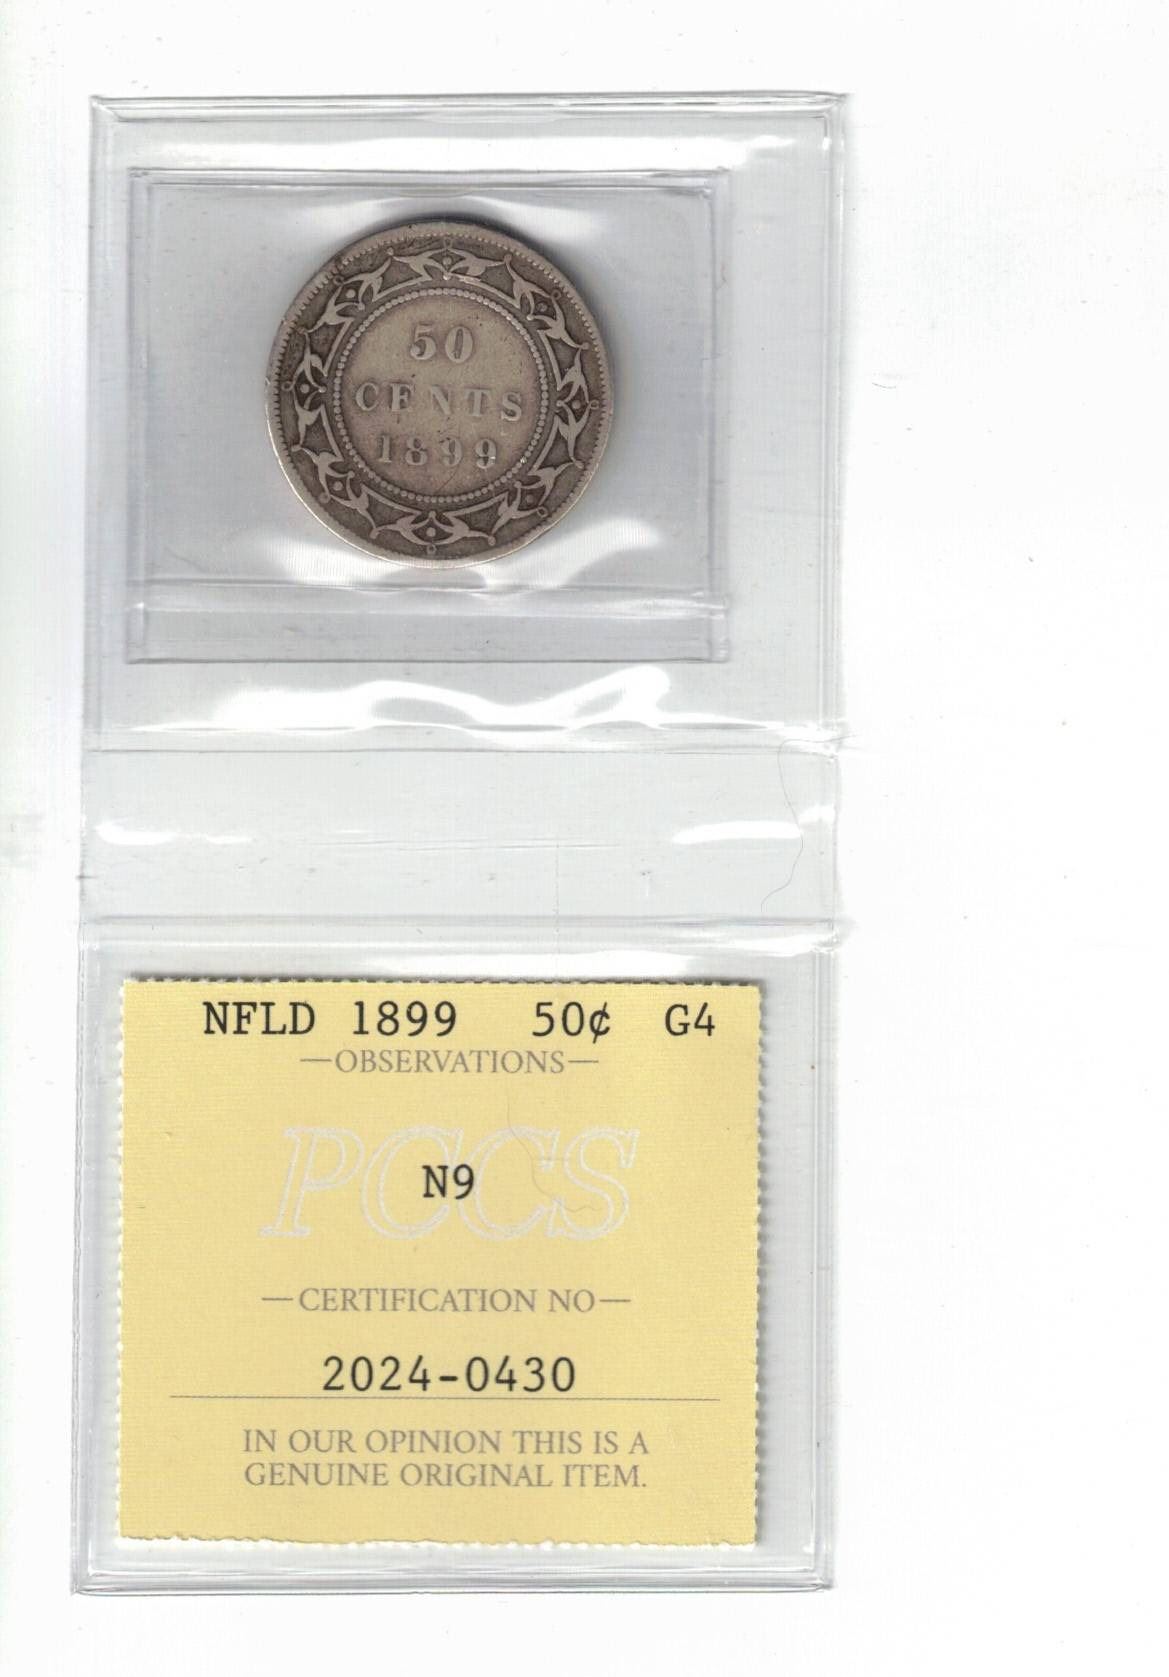 50
CENTS
1899
NFLD 1899 50¢ G4
—OBSERVATIONS—
PCCS
N9
—CERTIFICATION NO—
2024-0430
IN OUR OPINION THIS IS A
GENUINE ORIGINAL ITEM.